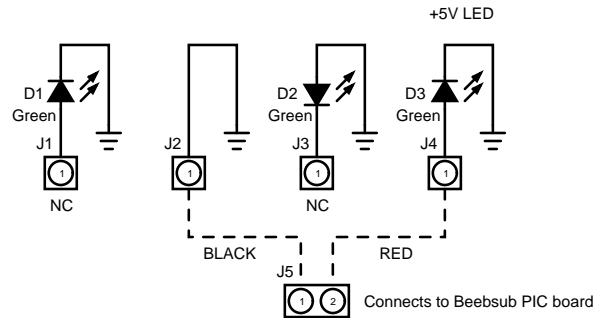 +5V LED
D1
Green
D2
Green
D3
Green
J1
J2
J3
J4
1
1
1
1
NC
NC
BLACK
RED
J5
1 2
Connects to Beebsub PIC board